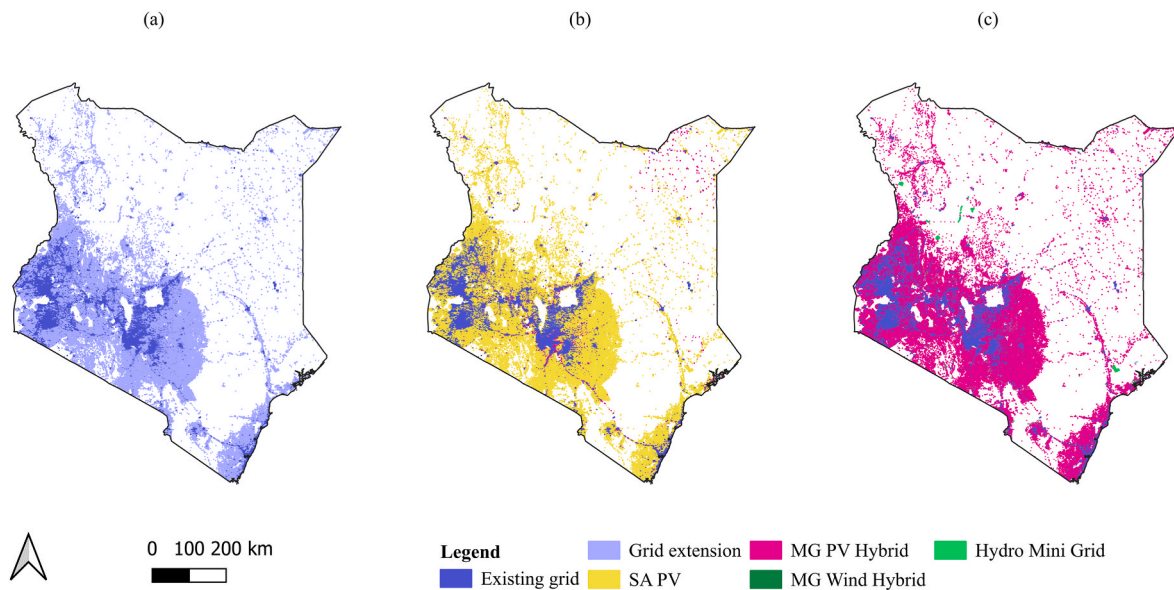 (a) (b) (c)
0 100 200 km
Legend
Grid extension MG PV Hybrid Hydro Mini Grid
Existing grid SA PV MG Wind Hybrid